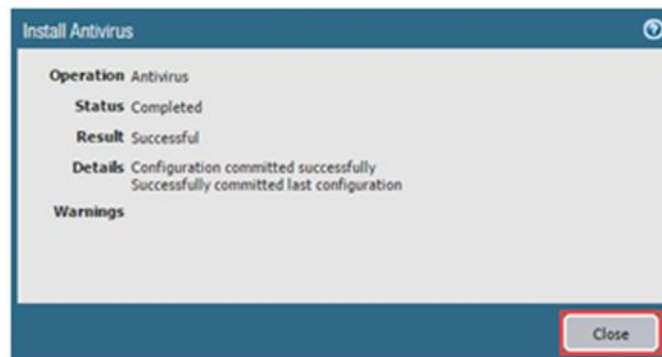 Install Antivirus
Operation Antivirus
Status Completed
Result Successful
Details Configuration committed successfully
Successfully committed last configuration
Warnings
Close